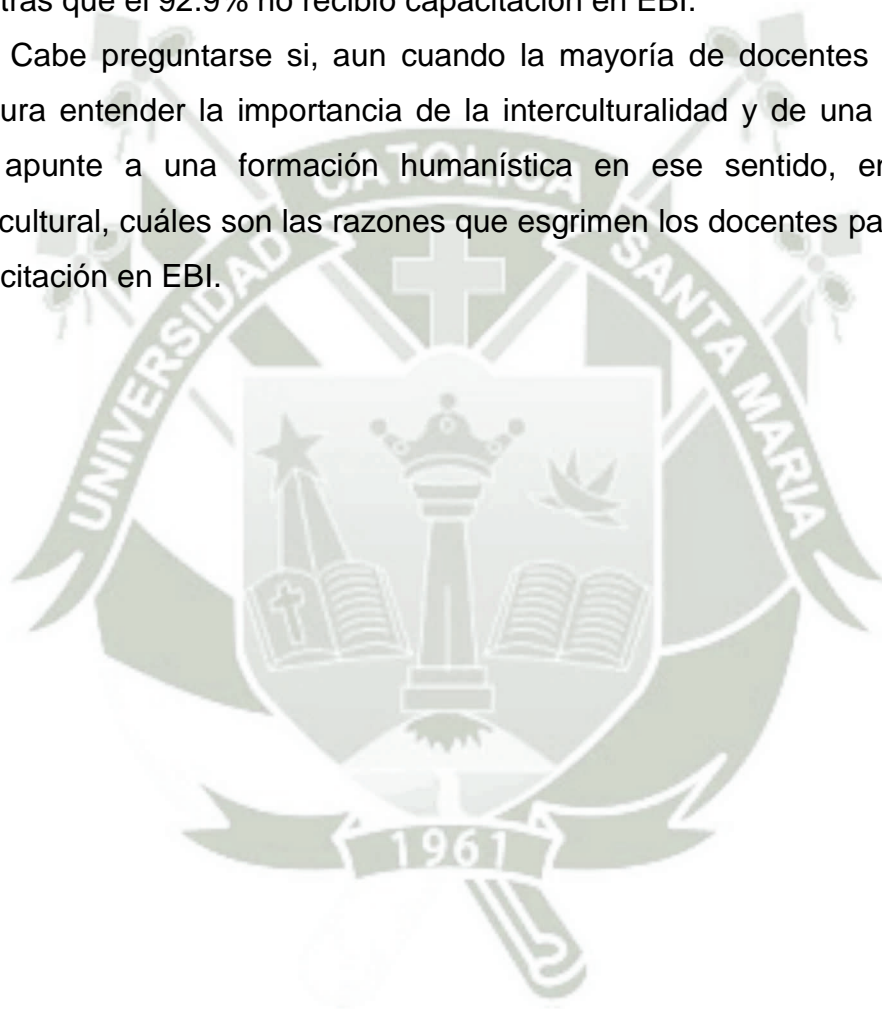 tras que el 92.9% no recibió capacitación en EBI.
Cabe preguntarse si, aun cuando la mayoría de docentes
ura entender la importancia de la interculturalidad y de una
apunte a una formación humanística en ese sentido, en
cultural, cuáles son las razones que esgrimen los docentes pa
citación en EBI.
UNIVERSIDAD CATOLICA SANTA MARIA
1961